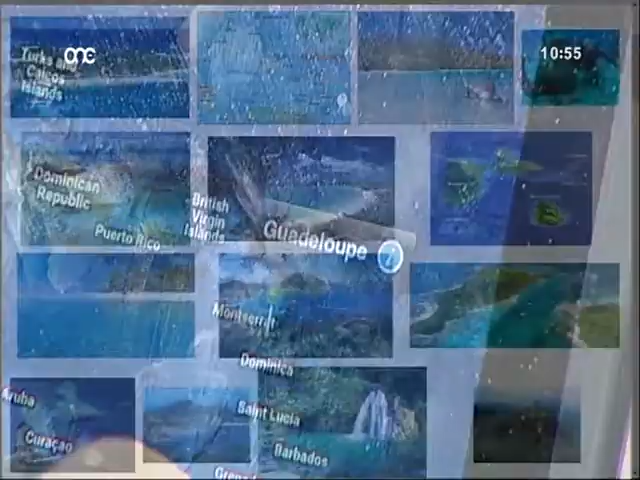 one
10:55
Turks and
Caicos
Islands
Dominican
Republic
British
Virgin
Islands
Puerto Rico
Guadeloupe
i
Montserrat
Dominica
Aruba
Saint Lucia
Curaçao
Barbados